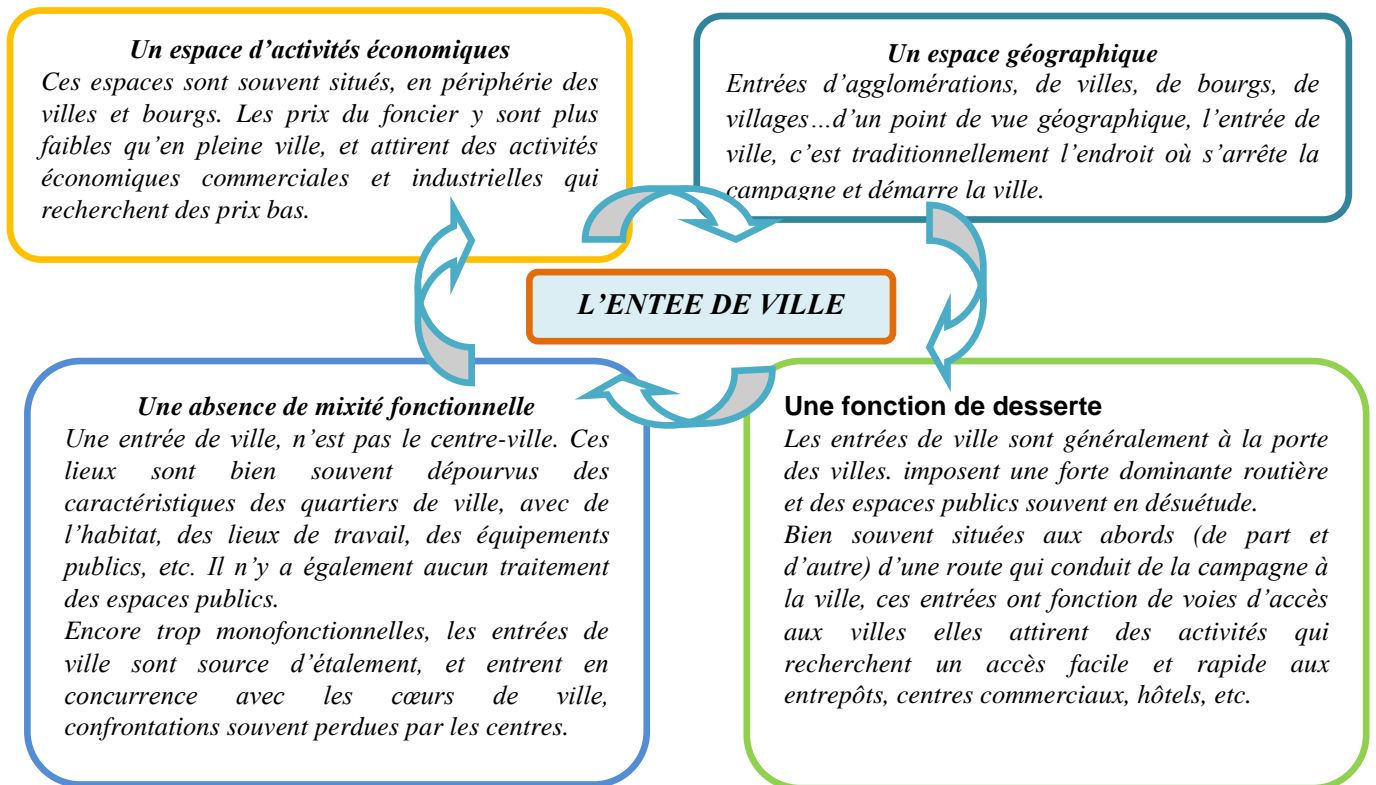 Un espace d’activités économiques
Ces espaces sont souvent situés, en périphérie des
villes et bourgs. Les prix du foncier y sont plus
faibles qu’en pleine ville, et attirent des activités
économiques commerciales et industrielles qui
recherchent des prix bas.
Un espace géographique
Entrées d’agglomérations, de villes, de bourgs, de
villages…d’un point de vue géographique, l’entrée de
ville, c’est traditionnellement l’endroit où s’arrête la
campagne et démarre la ville.
L’ENTEE DE VILLE
Une absence de mixité fonctionnelle
Une entrée de ville, n’est pas le centre-ville. Ces
lieux sont bien souvent dépourvus des
caractéristiques des quartiers de ville, avec de
l’habitat, des lieux de travail, des équipements
publics, etc. Il n’y a également aucun traitement
des espaces publics.
Encore trop monofonctionnelles, les entrées de
ville sont source d’étalement, et entrent en
concurrence avec les cœurs de ville,
confrontations souvent perdues par les centres.
Une fonction de desserte
Les entrées de ville sont généralement à la porte
des villes. imposent une forte dominante routière
et des espaces publics souvent en désuétude.
Bien souvent situées aux abords (de part et
d’autre) d’une route qui conduit de la campagne à
la ville, ces entrées ont fonction de voies d’accès
aux villes elles attirent des activités qui
recherchent un accès facile et rapide aux
entrepôts, centres commerciaux, hôtels, etc.